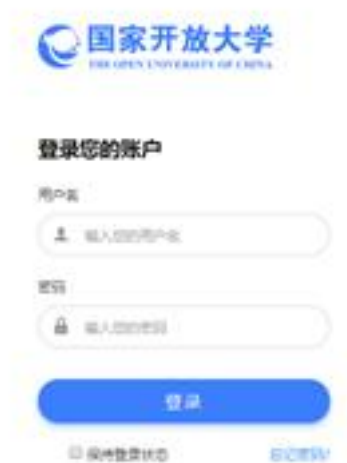 国家开放大学
THE OPEN UNIVERSITY OF CHINA
登录您的账户
用户名
输入您的用户名
密码
输入您的密码
登录
保持登录状态
忘记密码?